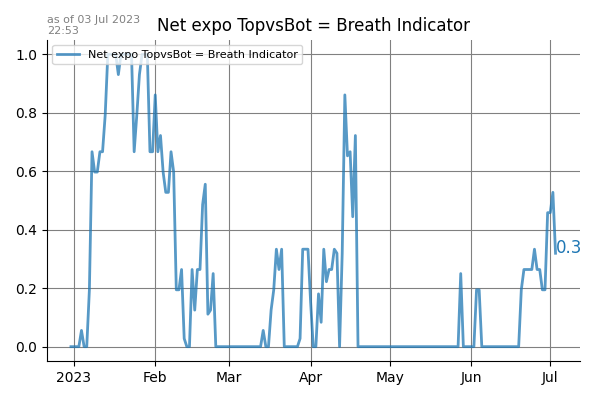 as of 03 Jul 2023
22:53
Net expo TopvsBot = Breath Indicator
Net expo TopvsBot = Breath Indicator
1.0
0.8
0.6
0.4
0.2
0.0
0.3
2023 Feb Mar Apr May Jun Jul